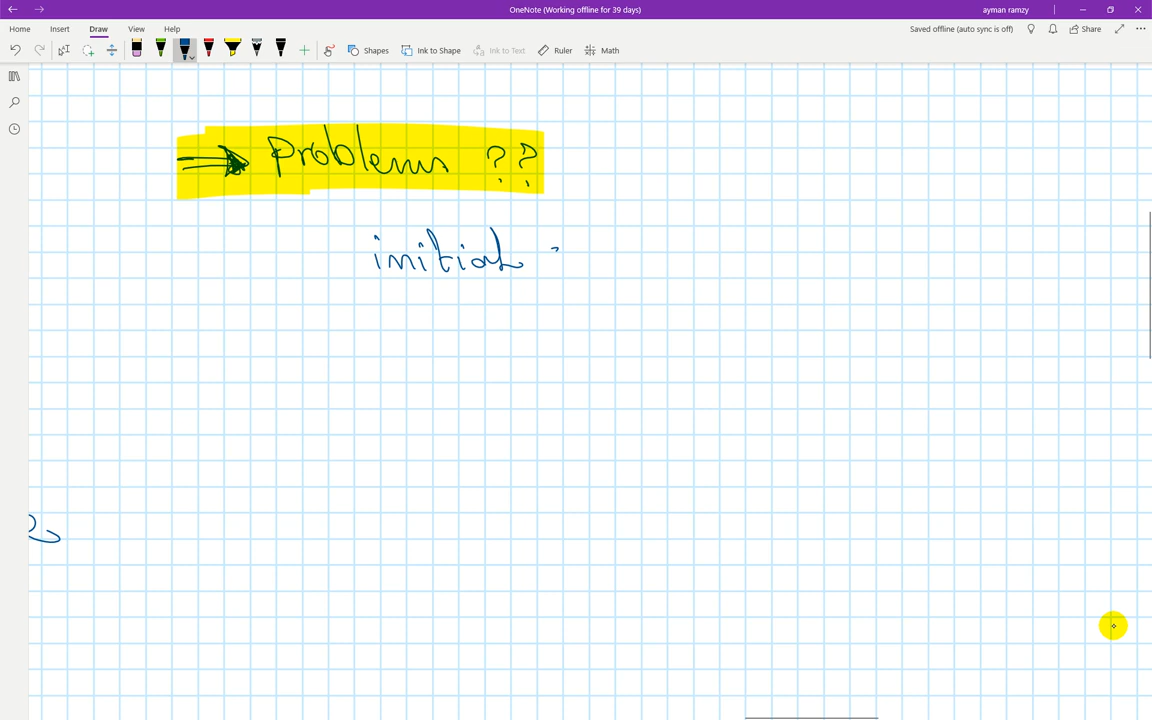 OneNote (Working offline for 39 days)
ayman ramzy
Home Insert Draw View Help
Saved offline (auto sync is off)
Share
Shapes
Ink to Shape
Ink to Text
Ruler
Math
Problems ??
initial